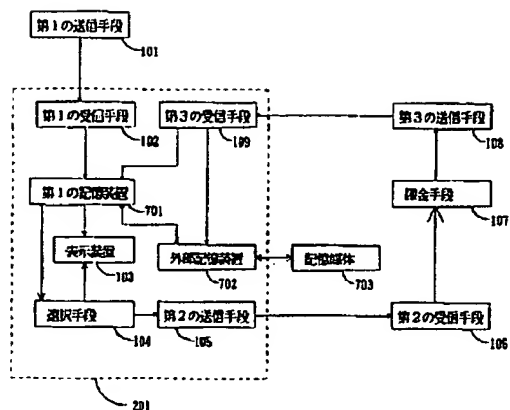 第1の送信手段
101
第1の受信手段
102
第3の受信手段
109
第3の送信手段
108
第1の記憶装置
701
課金手段
107
表示装置
103
外部記憶装置
702
記憶媒体
703
選択手段
104
第2の送信手段
105
第2の受信手段
106
201